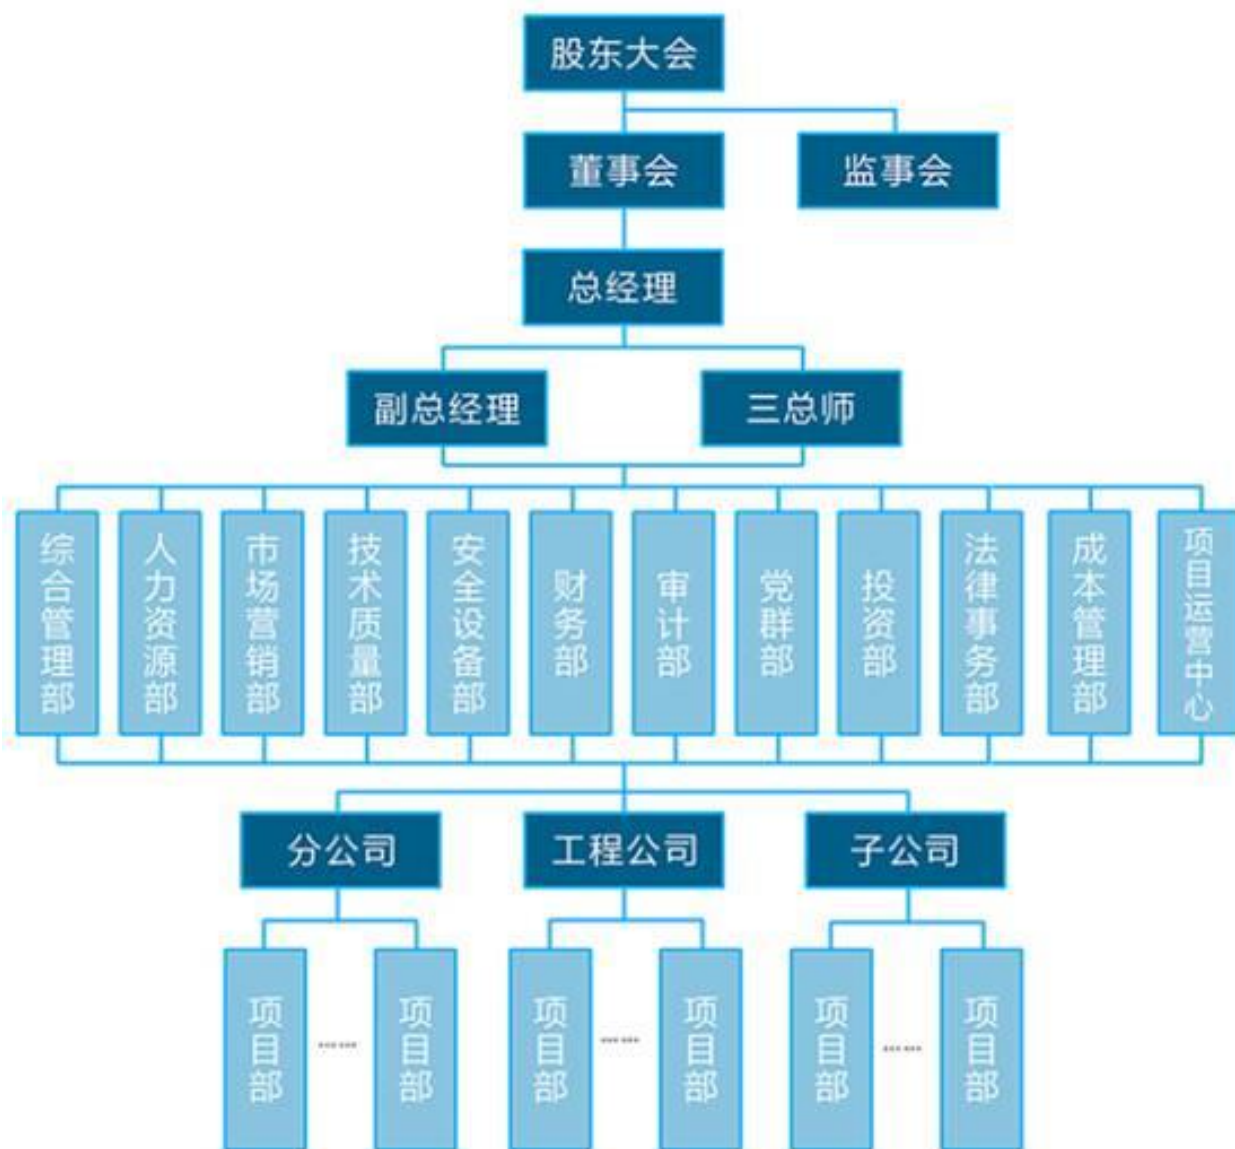 股东大会
董事会
监事会
总经理
副总经理
三总师
综合管理部
人力资源部
市场营销部
技术质量部
安全设备部
财务部
审计部
党群部
投资部
法律事务部
成本管理部
项目运营中心
分公司
工程公司
子公司
项目部
……
项目部
项目部
……
项目部
项目部
……
项目部